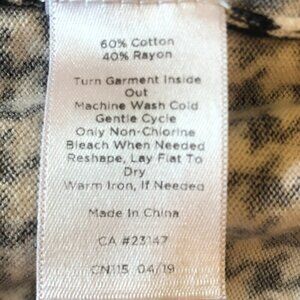 60% Cotton
40% Rayon
Turn Garment Inside
Out
Machine Wash Cold
Gentle Cycle
Only Non-Chlorine
Bleach When Needed
Reshape, Lay Flat To
Dry
Warm Iron, If Needed
Made In China
CA #23147
CN115 04/19